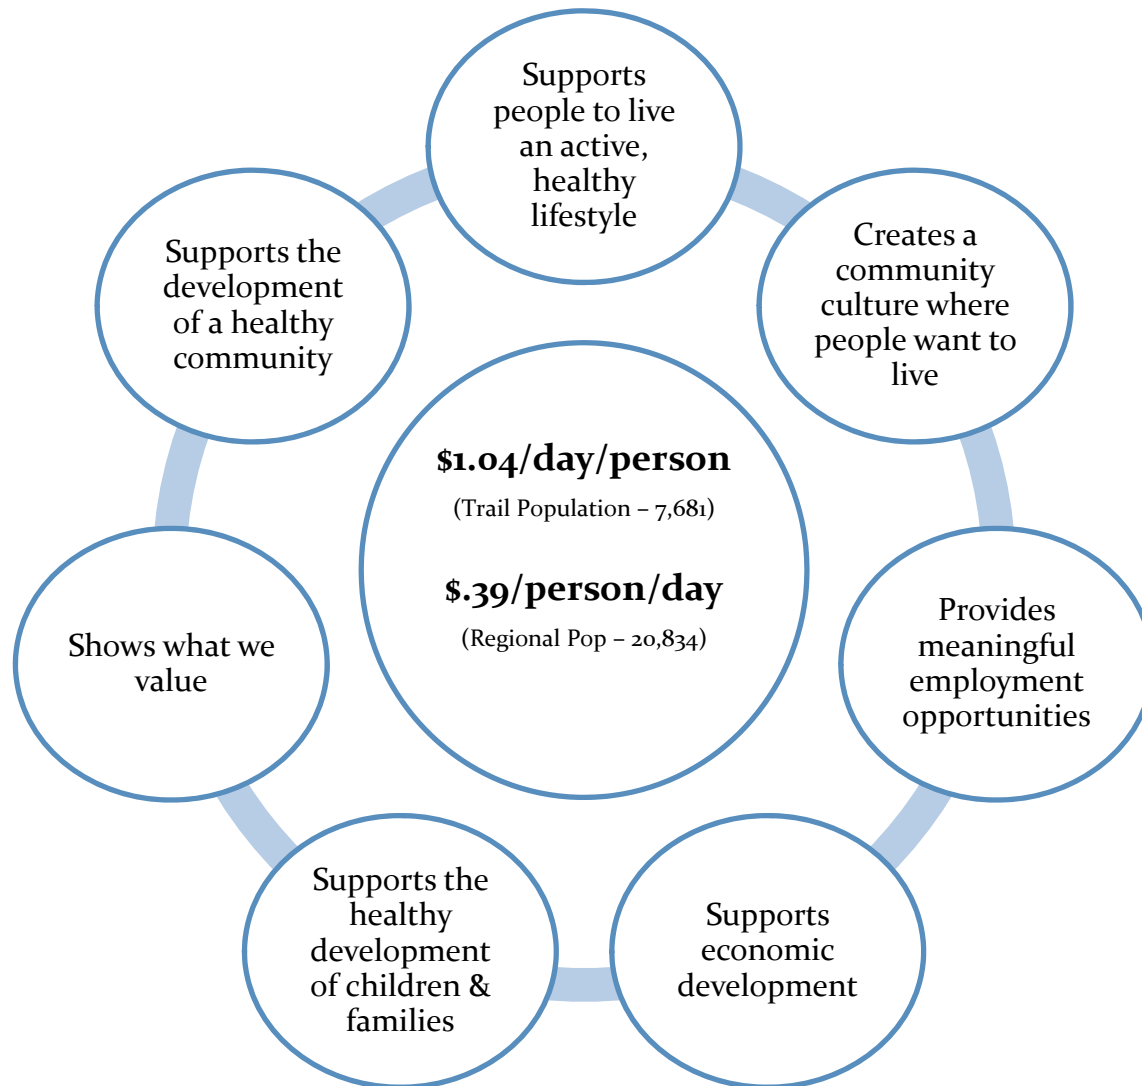 Supports
people to live
an active,
healthy
lifestyle
Creates a
community
culture where
people want to
live
Provides
meaningful
employment
opportunities
Supports
economic
development
Supports the
healthy
development
of children &
families
Shows what we
value
Supports the
development
of a healthy
community
$1.04/day/person
(Trail Population – 7,681)
$.39/person/day
(Regional Pop – 20,834)